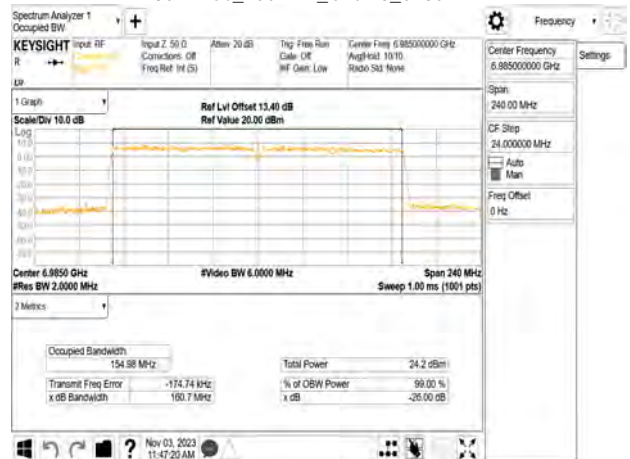 Spectrum Analyzer 1
Occupied BW
Frequency
KEYSIGHT
Input: RF
Input Z: 50 Ω
Atten: 20 dB
Trig: Free Run
Center Freq: 6.985000000 GHz
R
Corrections: Off
Gate: Off
Avg|Hold: 10/10
Freq Ref: Int (S)
#IF Gain: Low
Radio Std: None
Center Frequency
6.985000000 GHz
Settings
Span
240.00 MHz
CF Step
24.000000 MHz
Auto
Man
Freq Offset
0 Hz
1 Graph
Ref Lvl Offset 13.40 dB
Scale/Div 10.0 dB
Ref Value 20.00 dBm
Log
10.0
0.00
Center 6.9850 GHz
#Video BW 6.0000 MHz
Span 240 MHz
#Res BW 2.0000 MHz
Sweep 1.00 ms (1001 pts)
2 Metrics
Occupied Bandwidth
154.98 MHz
Total Power
24.2 dBm
Transmit Freq Error
-174.74 kHz
% of OBW Power
99.00 %
x dB Bandwidth
160.7 MHz
x dB
-26.00 dB
Nov 03, 2023
11:47:20 AM